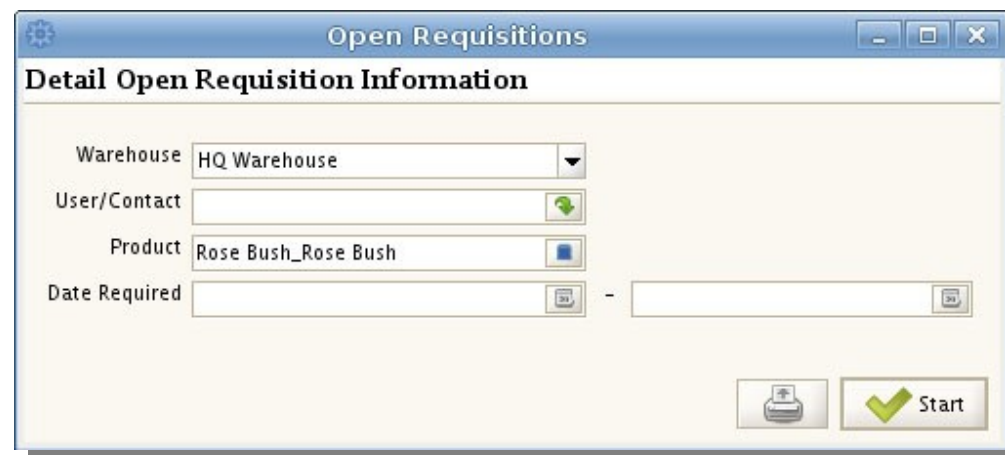 Open Requisitions
Detail Open Requisition Information
Warehouse HQ Warehouse
User/Contact
Product Rose Bush_Rose Bush
Date Required -
Start